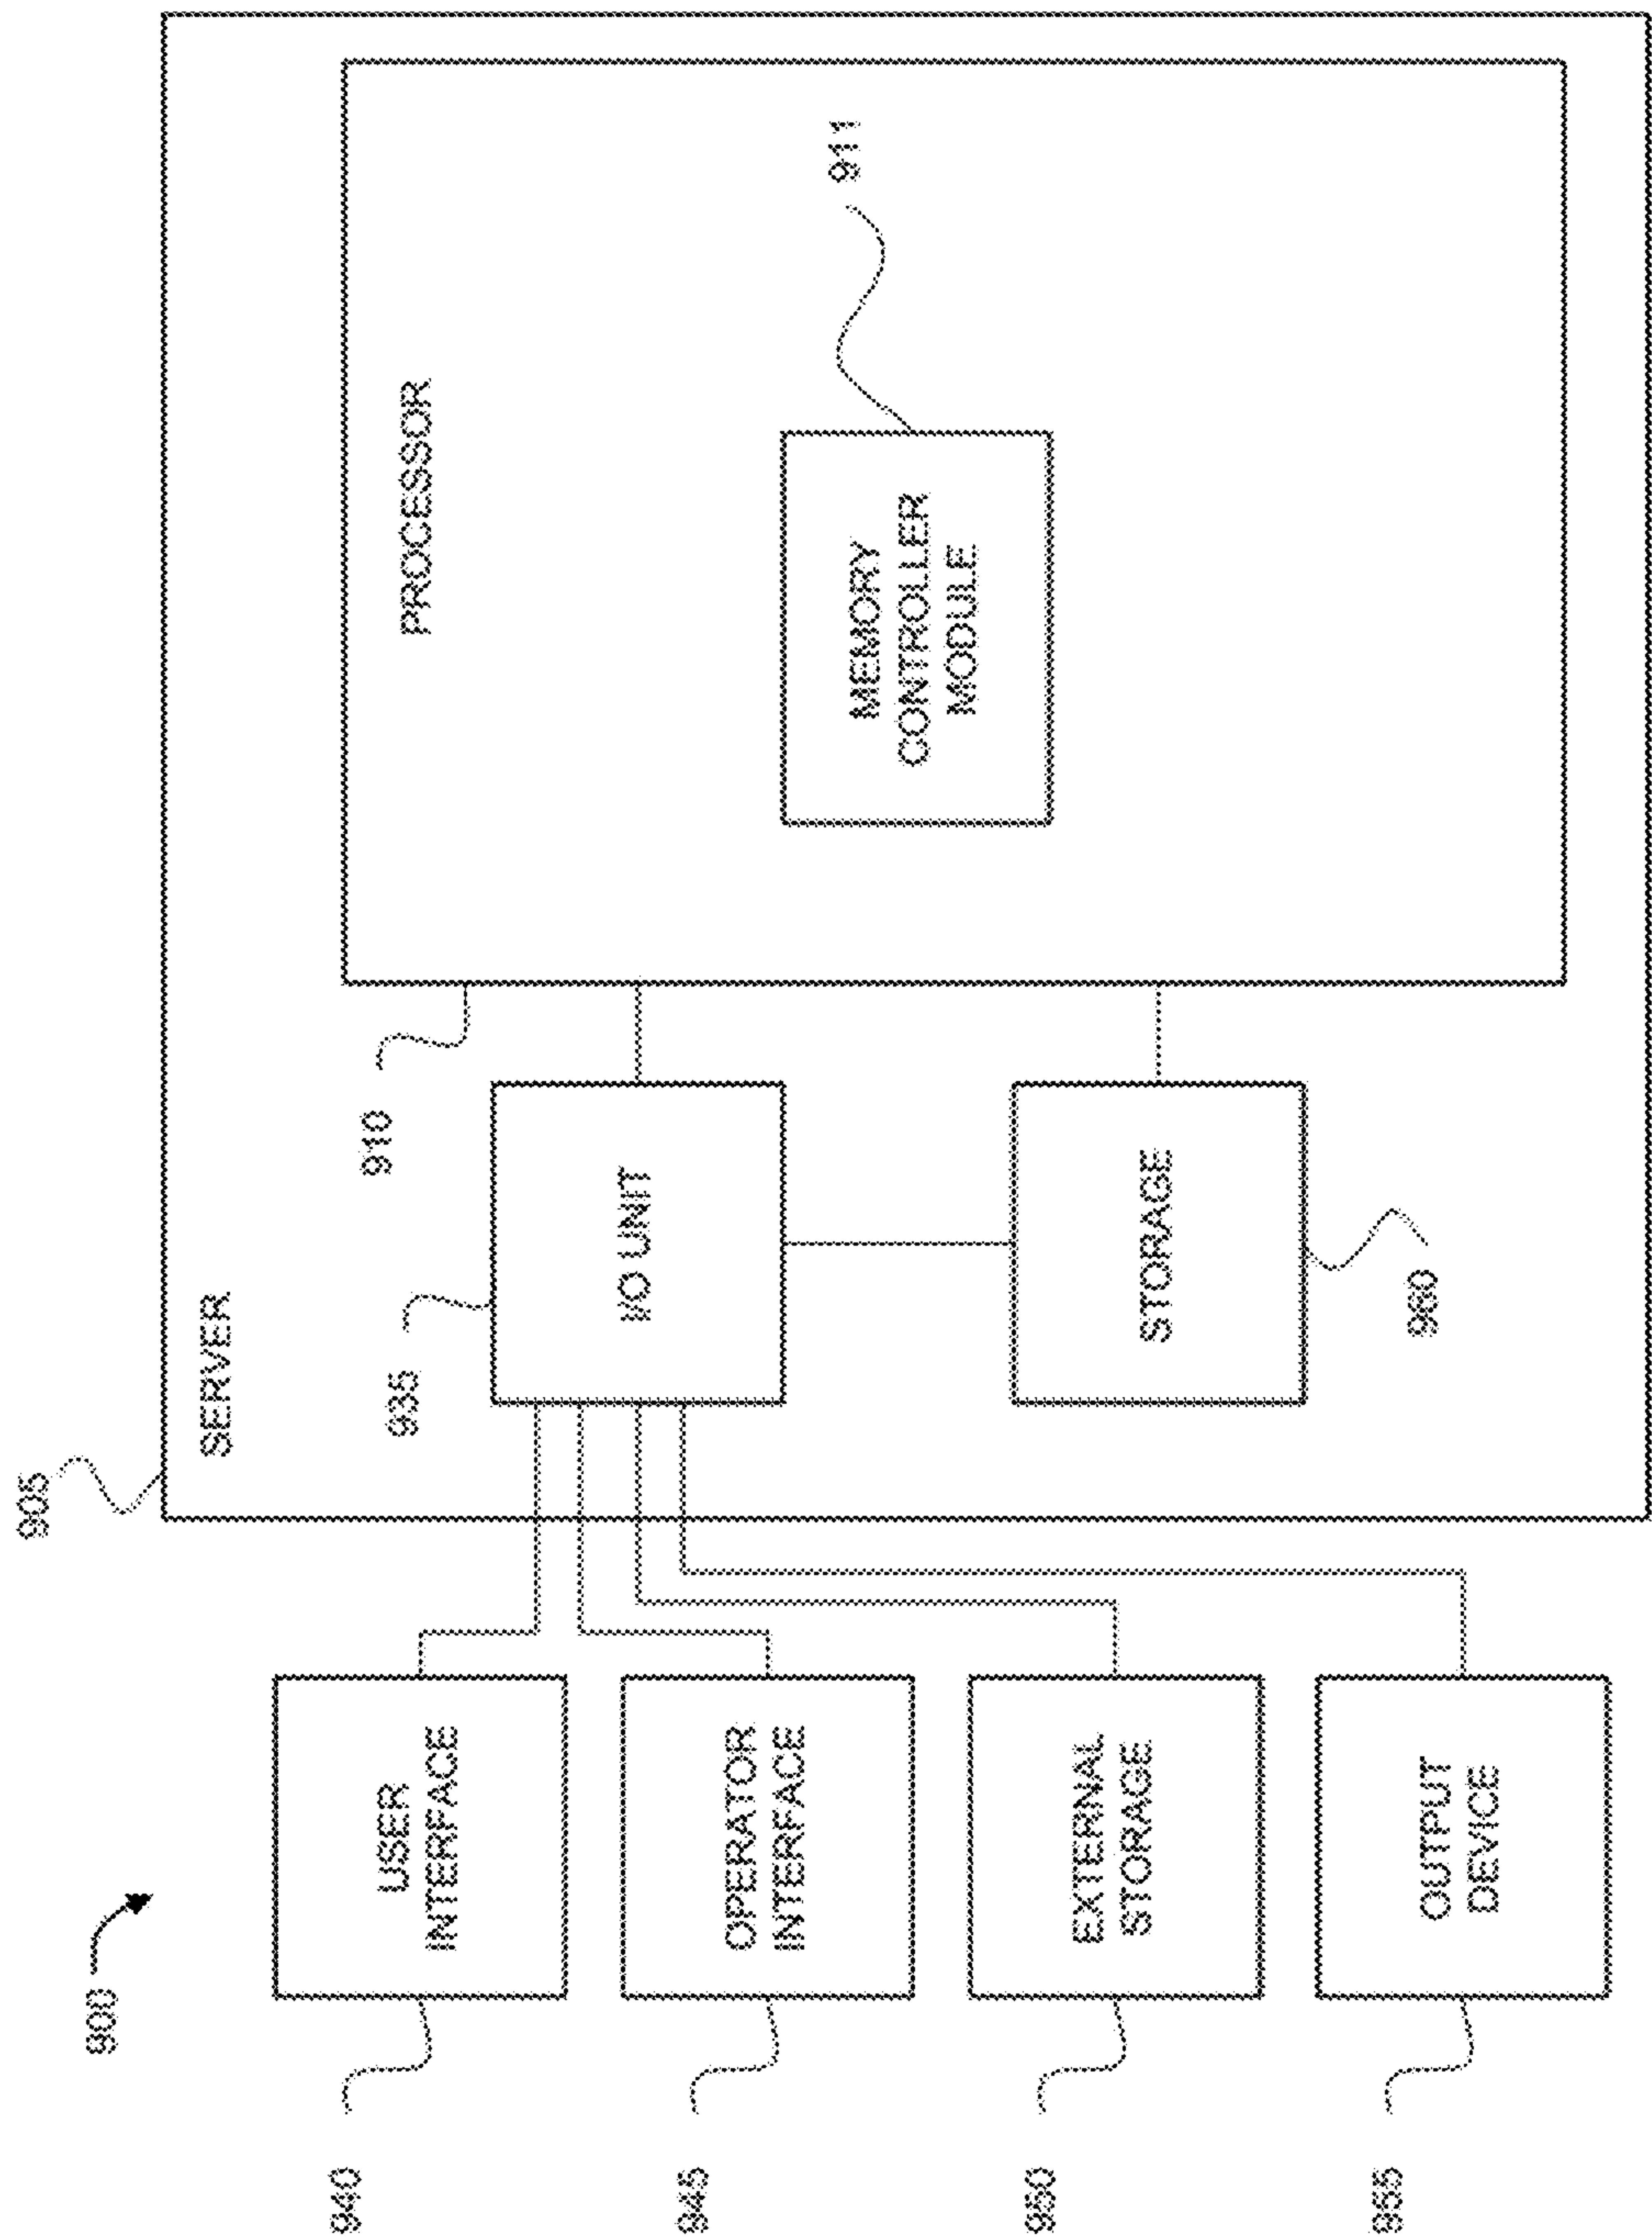 905
900
SERVER
940
USER
INTERFACE
935
910
PROCESSOR
I/O UNIT
945
OPERATOR
INTERFACE
911
MEMORY
CONTROLLER
MODULE
950
EXTERNAL
STORAGE
STORAGE
960
955
OUTPUT
DEVICE